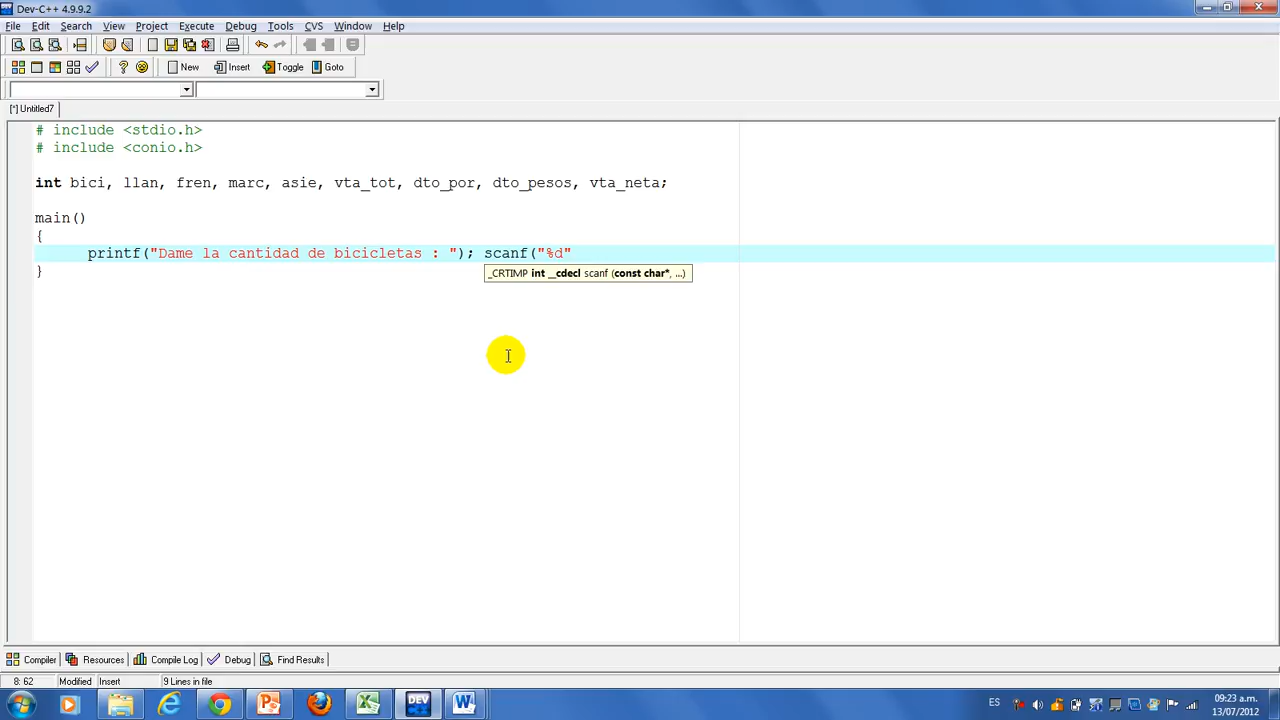 Dev-C++ 4.9.9.2
File Edit Search View Project Execute Debug Tools CVS Window Help
New Insert Toggle Goto
[*] Untitled7
# include <stdio.h>
# include <conio.h>
int bici, llan, fren, marc, asie, vta_tot, dto_por, dto_pesos, vta_neta;
main()
{
printf("Dame la cantidad de bicicletas : "); scanf("%d"
_CRTIMP int __cdecl scanf (const char*, ...)
}
Compiler Resources Compile Log Debug Find Results
8: 62 Modified Insert 9 Lines in file
DEV ES 09:23 a.m.
13/07/2012